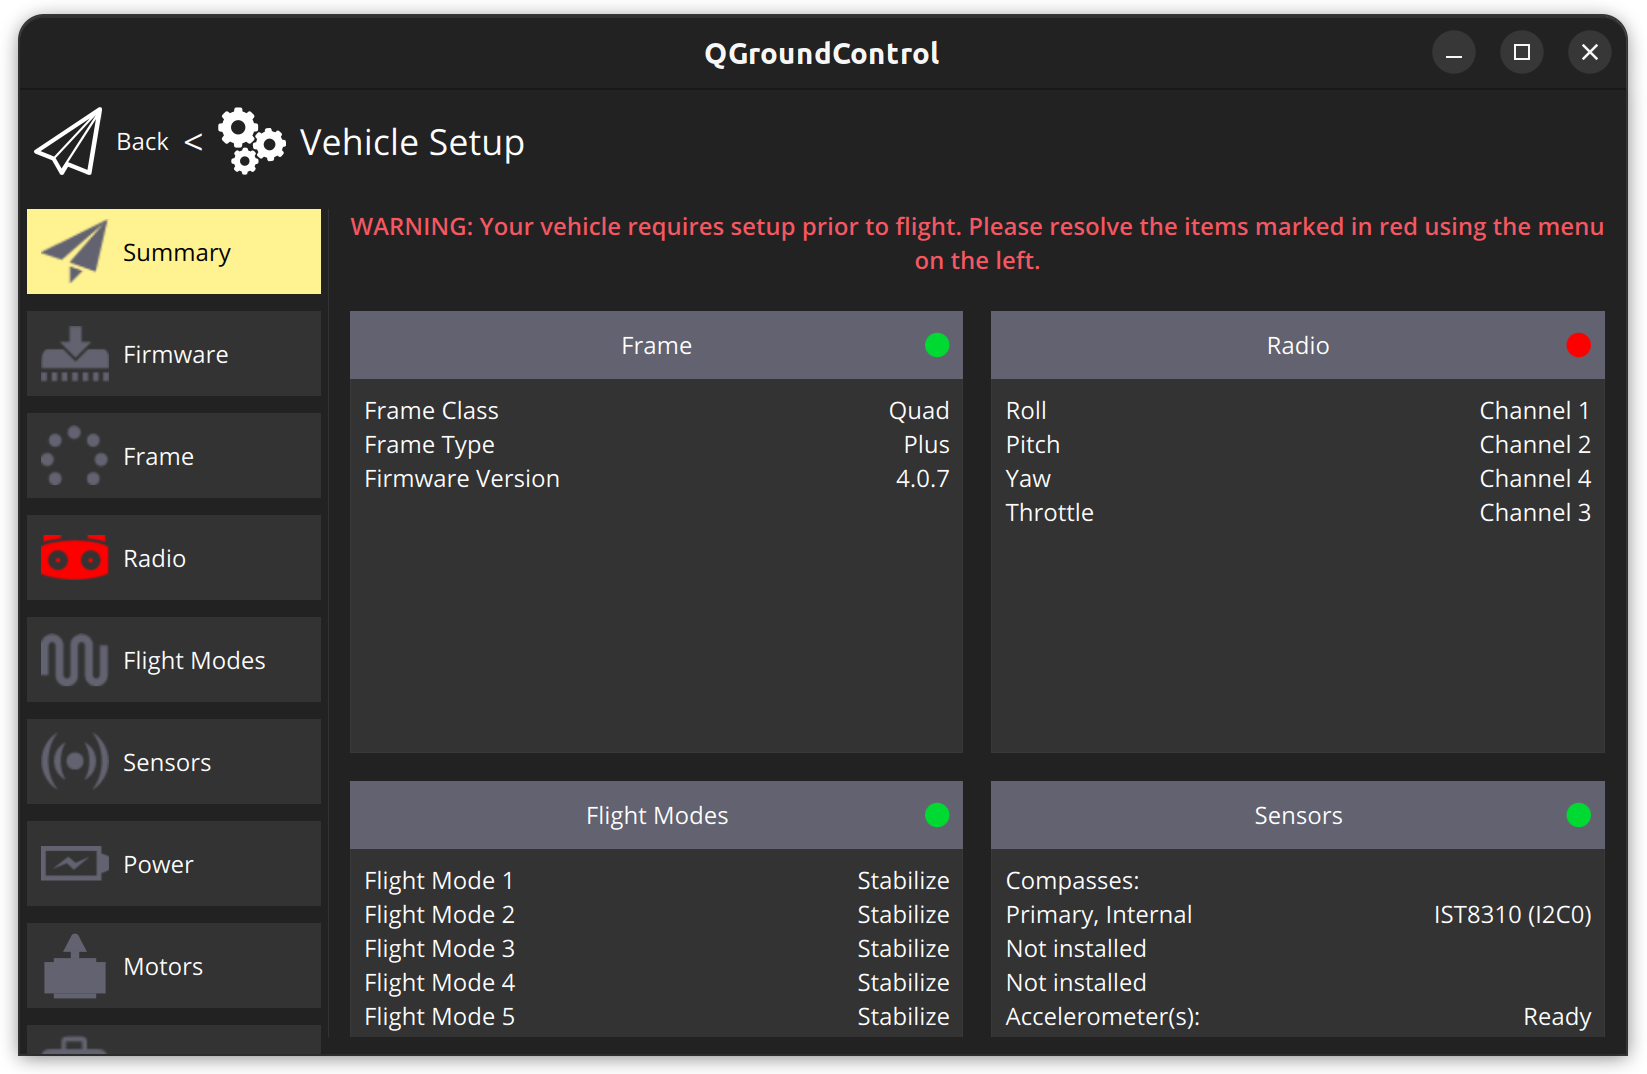 QGroundControl
Back < Vehicle Setup
WARNING: Your vehicle requires setup prior to flight. Please resolve the items marked in red using the menu
on the left.
Summary
Firmware
Frame
Radio
Flight Modes
Sensors
Power
Motors
Frame
Frame Class Quad
Frame Type Plus
Firmware Version 4.0.7
Radio
Roll Channel 1
Pitch Channel 2
Yaw Channel 4
Throttle Channel 3
Flight Modes
Flight Mode 1 Stabilize
Flight Mode 2 Stabilize
Flight Mode 3 Stabilize
Flight Mode 4 Stabilize
Flight Mode 5 Stabilize
Sensors
Compasses:
Primary, Internal IST8310 (I2C0)
Not installed
Not installed
Accelerometer(s): Ready